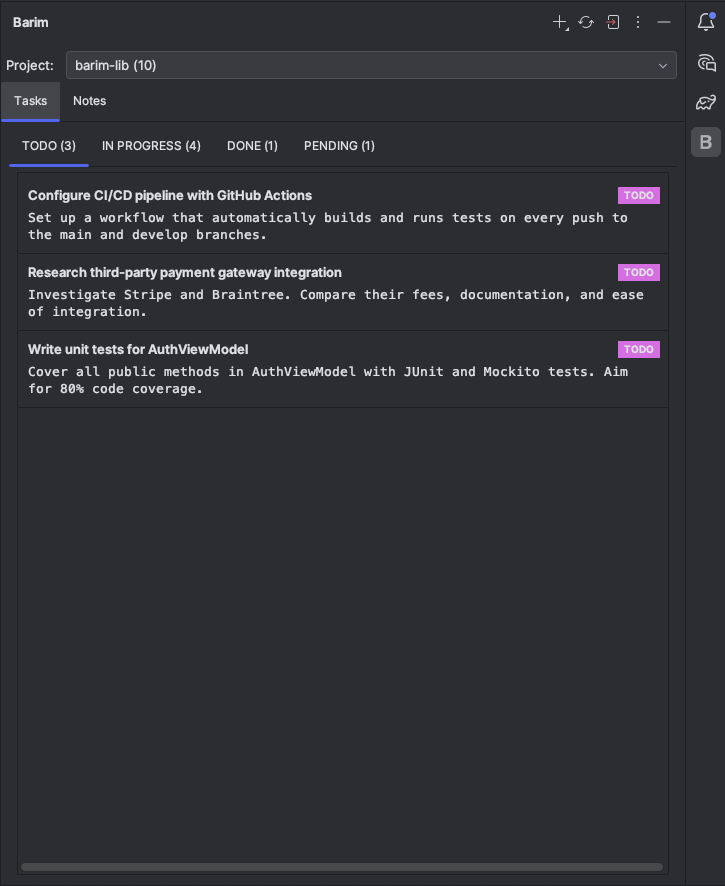 Barim
Project: barim-lib (10)
Tasks Notes
TODO (3) IN PROGRESS (4) DONE (1) PENDING (1)
Configure CI/CD pipeline with GitHub Actions TODO
Set up a workflow that automatically builds and runs tests on every push to
the main and develop branches.
Research third-party payment gateway integration TODO
Investigate Stripe and Braintree. Compare their fees, documentation, and ease
of integration.
Write unit tests for AuthViewModel TODO
Cover all public methods in AuthViewModel with JUnit and Mockito tests. Aim
for 80% code coverage.
B